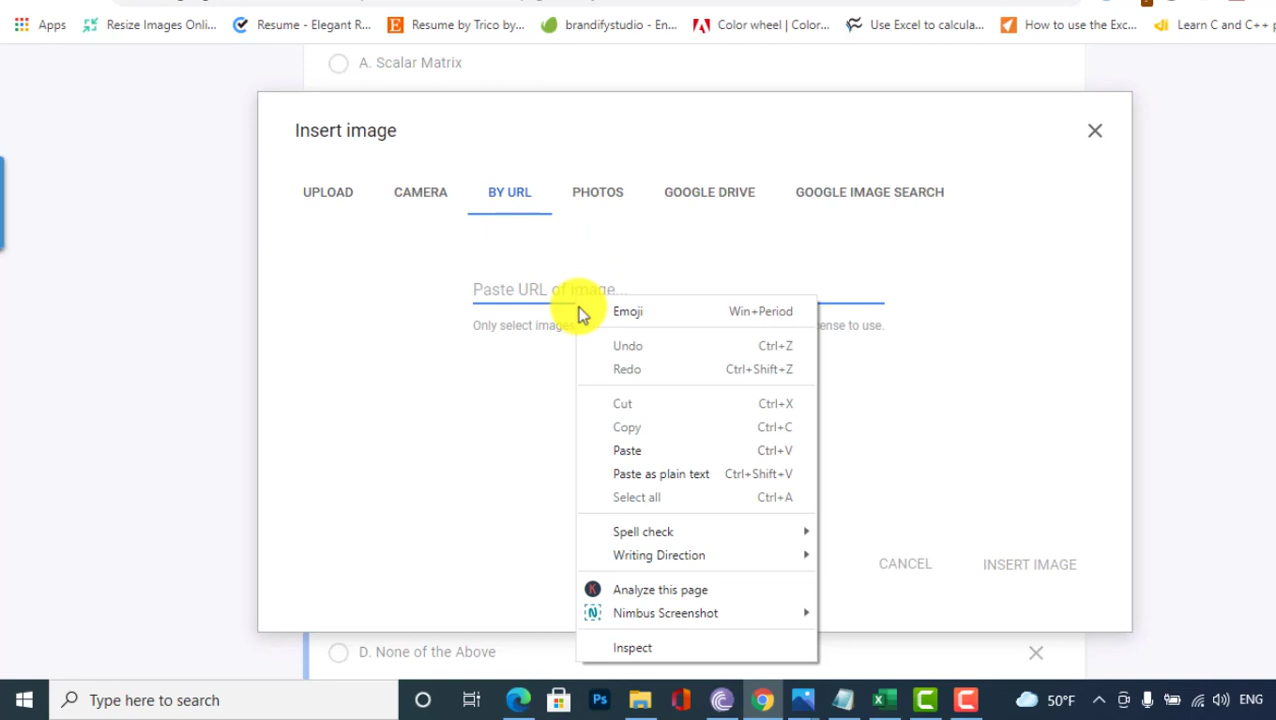 Apps
Resize Images Onli...
Resume - Elegant R...
Resume by Trico by...
brandifystudio - En...
Color wheel | Color...
Use Excel to calcula...
How to use the Exc...
Learn C and C++ p
A. Scalar Matrix
Insert image
UPLOAD
CAMERA
BY URL
PHOTOS
GOOGLE DRIVE
GOOGLE IMAGE SEARCH
Paste URL of image...
Only select images
to use.
Emoji Win+Period
Undo Ctrl+Z
Redo Ctrl+Shift+Z
Cut Ctrl+X
Copy Ctrl+C
Paste Ctrl+V
Paste as plain text Ctrl+Shift+V
Select all Ctrl+A
Spell check
Writing Direction
Analyze this page
Nimbus Screenshot
Inspect
CANCEL
INSERT IMAGE
D. None of the Above
Type here to search
Ps
50°F
ENG